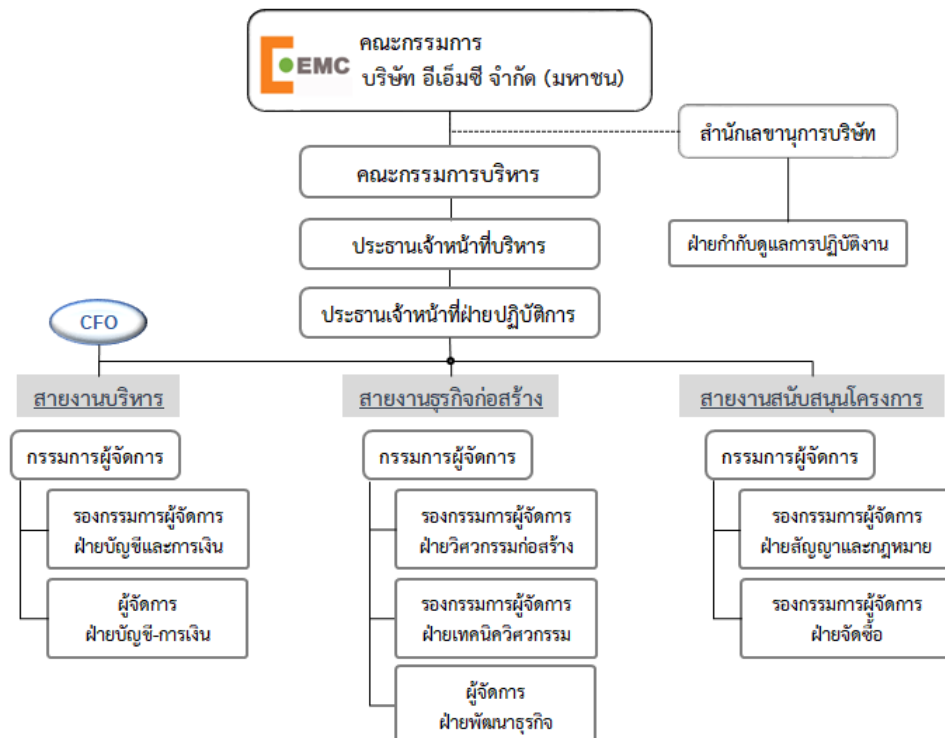 EMC
คณะกรรมการ
บริษัท อีเอ็มซี จำกัด (มหาชน)
สำนักเลขานุการบริษัท
คณะกรรมการบริหาร
ประธานเจ้าหน้าที่บริหาร
ฝ่ายกำกับดูแลการปฏิบัติงาน
ประธานเจ้าหน้าที่ฝ่ายปฏิบัติการ
CFO
สายงานบริหาร
กรรมการผู้จัดการ
รองกรรมการผู้จัดการ
ฝ่ายบัญชีและการเงิน
ผู้จัดการ
ฝ่ายบัญชี-การเงิน
สายงานธุรกิจก่อสร้าง
กรรมการผู้จัดการ
รองกรรมการผู้จัดการ
ฝ่ายวิศวกรรมก่อสร้าง
รองกรรมการผู้จัดการ
ฝ่ายเทคนิควิศวกรรม
ผู้จัดการ
ฝ่ายพัฒนาธุรกิจ
สายงานสนับสนุนโครงการ
กรรมการผู้จัดการ
รองกรรมการผู้จัดการ
ฝ่ายสัญญาและกฎหมาย
รองกรรมการผู้จัดการ
ฝ่ายจัดซื้อ